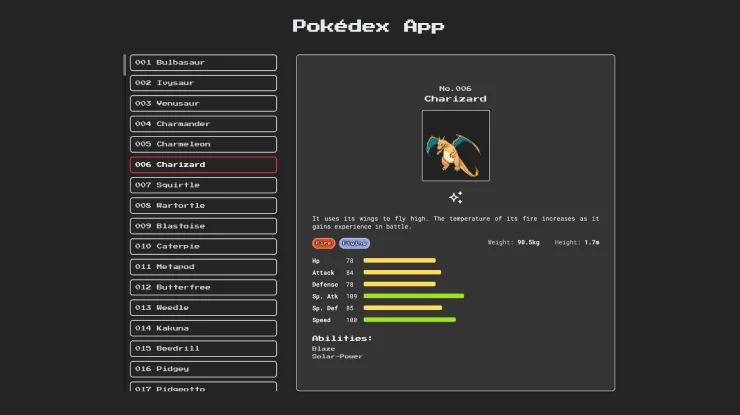 Pokédex App
001 Bulbasaur
002 Ivysaur
003 Venusaur
004 Charmander
005 Charmeleon
006 Charizard
007 Squirtle
008 Wartortle
009 Blastoise
010 Caterpie
011 Metapod
012 Butterfree
013 Weedle
014 Kakuna
015 Beedrill
016 Pidgey
017 Pidgeotto
No.006
Charizard
It uses its wings to fly high. The temperature of its fire increases as it
gains experience in battle.
Fire Flying Weight: 90.5kg Height: 1.7m
Hp 78
Attack 84
Defense 78
Sp. Atk 109
Sp. Def 85
Speed 100
Abilities:
Blaze
Solar-Power